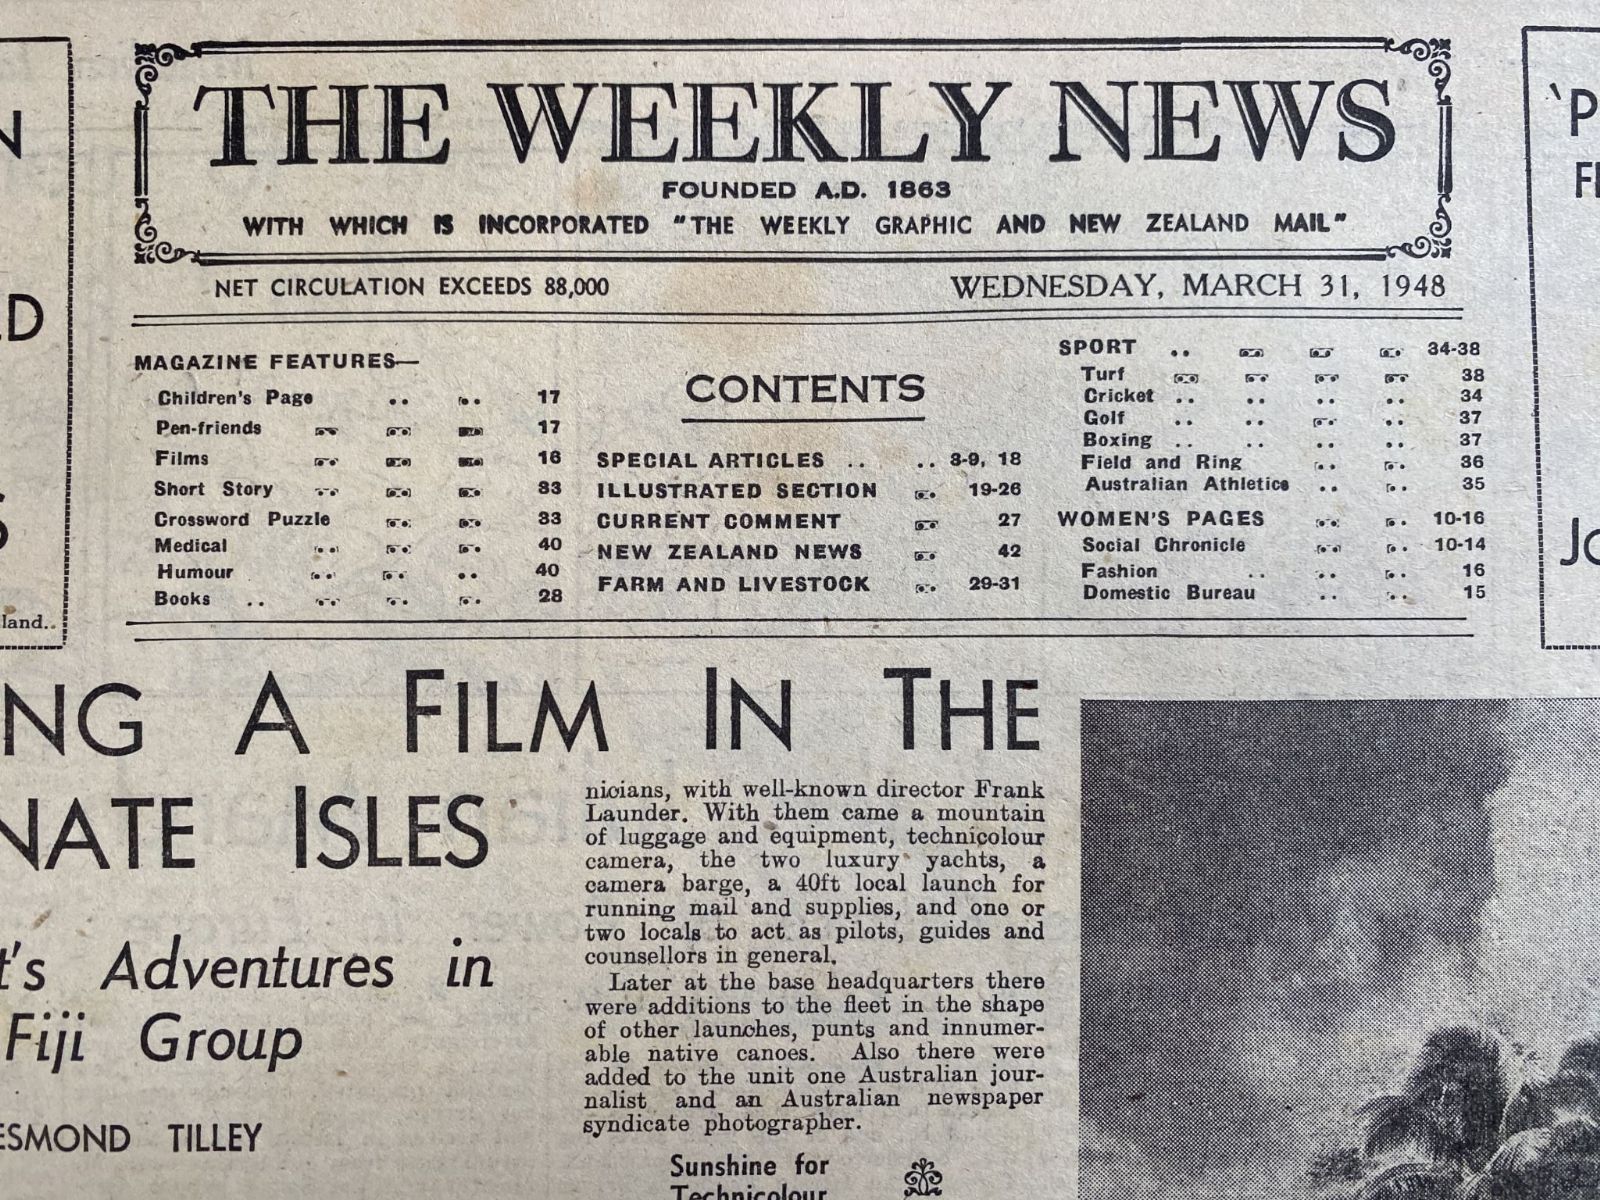 THE WEEKLY NEWS
FOUNDED A.D. 1863
WITH WHICH IS INCORPORATED "THE WEEKLY GRAPHIC AND NEW ZEALAND MAIL"
NET CIRCULATION EXCEEDS 88,000 WEDNESDAY, MARCH 31, 1948
MAGAZINE FEATURES—
Children's Page .. .. 17
Pen-friends .. .. .. 17
Films .. .. .. 16
Short Story .. .. .. 33
Crossword Puzzle .. .. 33
Medical .. .. .. 40
Humour .. .. .. 40
Books .. .. .. .. 28
CONTENTS
SPECIAL ARTICLES .. .. 8-9, 18
ILLUSTRATED SECTION .. 19-26
CURRENT COMMENT .. 27
NEW ZEALAND NEWS .. 42
FARM AND LIVESTOCK .. 29-31
SPORT .. .. .. .. 34-38
Turf .. .. .. .. 38
Cricket .. .. .. .. 34
Golf .. .. .. .. 37
Boxing .. .. .. .. 37
Field and Ring .. .. 36
Australian Athletics .. .. 35
WOMEN'S PAGES .. .. 10-16
Social Chronicle .. .. 10-14
Fashion .. .. .. 16
Domestic Bureau .. .. 15
N
ED
S
land..
'P
FI
Jo
NG A FILM IN THE
NATE ISLES
t's Adventures in
Fiji Group
ESMOND TILLEY
nicians, with well-known director Frank
Launder. With them came a mountain
of luggage and equipment, technicolour
camera, the two luxury yachts, a
camera barge, a 40ft local launch for
running mail and supplies, and one or
two locals to act as pilots, guides and
counsellors in general.
Later at the base headquarters there
were additions to the fleet in the shape
of other launches, punts and innumer-
able native canoes. Also there were
added to the unit one Australian jour-
nalist and an Australian newspaper
syndicate photographer.
Sunshine for
Technicolour